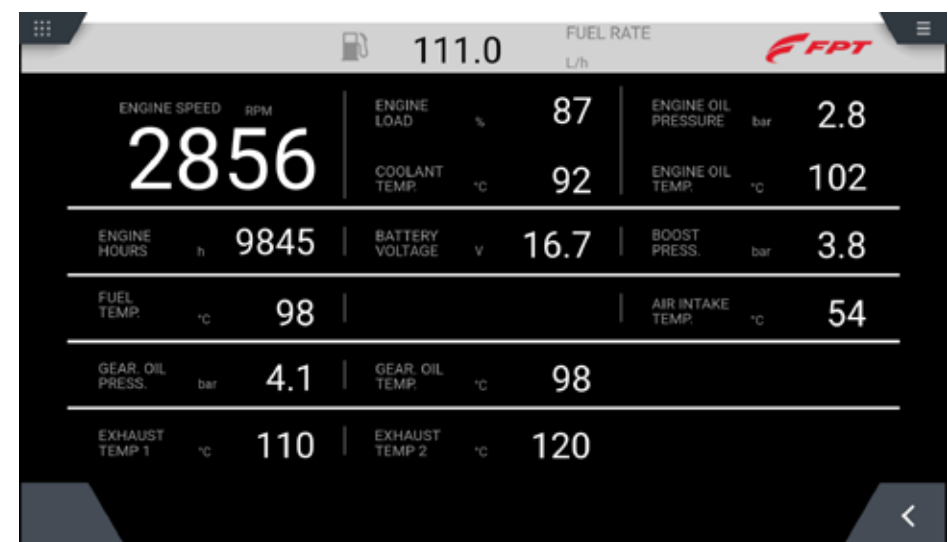 111.0 FUEL RATE
L/h
FPT
ENGINE SPEED RPM
2856
ENGINE
LOAD % 87
ENGINE OIL
PRESSURE bar 2.8
COOLANT
TEMP. °C 92
ENGINE OIL
TEMP. °C 102
ENGINE
HOURS h 9845
BATTERY
VOLTAGE V 16.7
BOOST
PRESS. bar 3.8
FUEL
TEMP. °C 98
AIR INTAKE
TEMP. °C 54
GEAR. OIL
PRESS. bar 4.1
GEAR. OIL
TEMP. °C 98
EXHAUST
TEMP 1 °C 110
EXHAUST
TEMP 2 °C 120